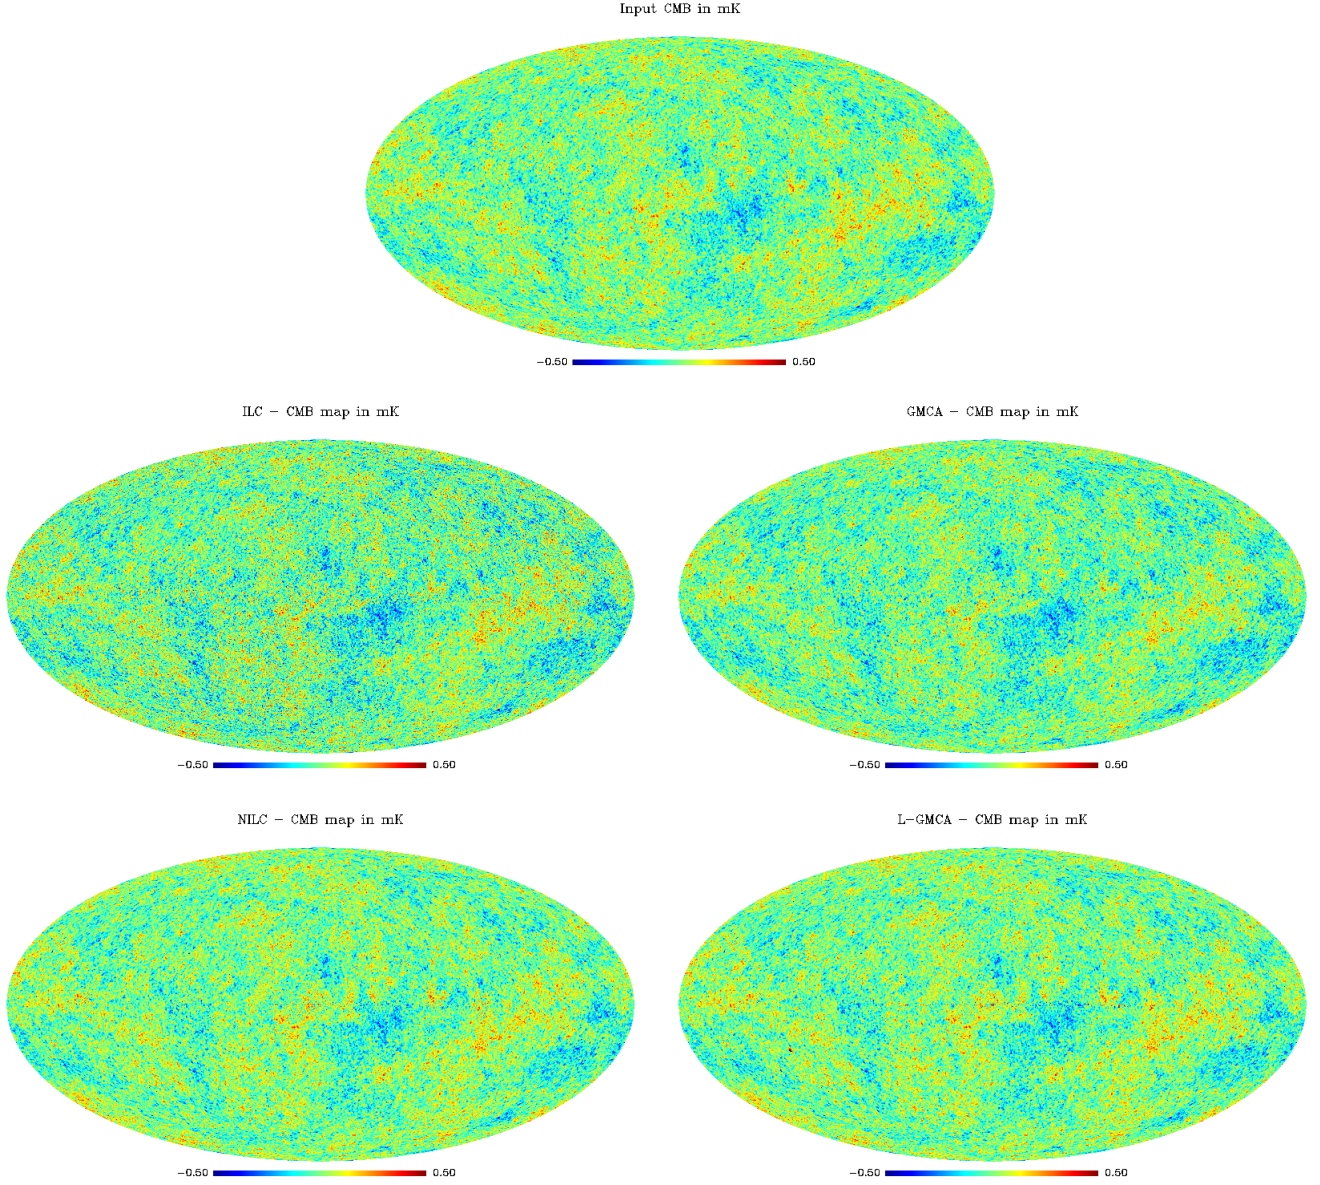 Input CMB in mK
-0.50 0.50
ILC - CMB map in mK
GMCA - CMB map in mK
-0.50 0.50
-0.50 0.50
NILC - CMB map in mK
L-GMCA - CMB map in mK
-0.50 0.50
-0.50 0.50